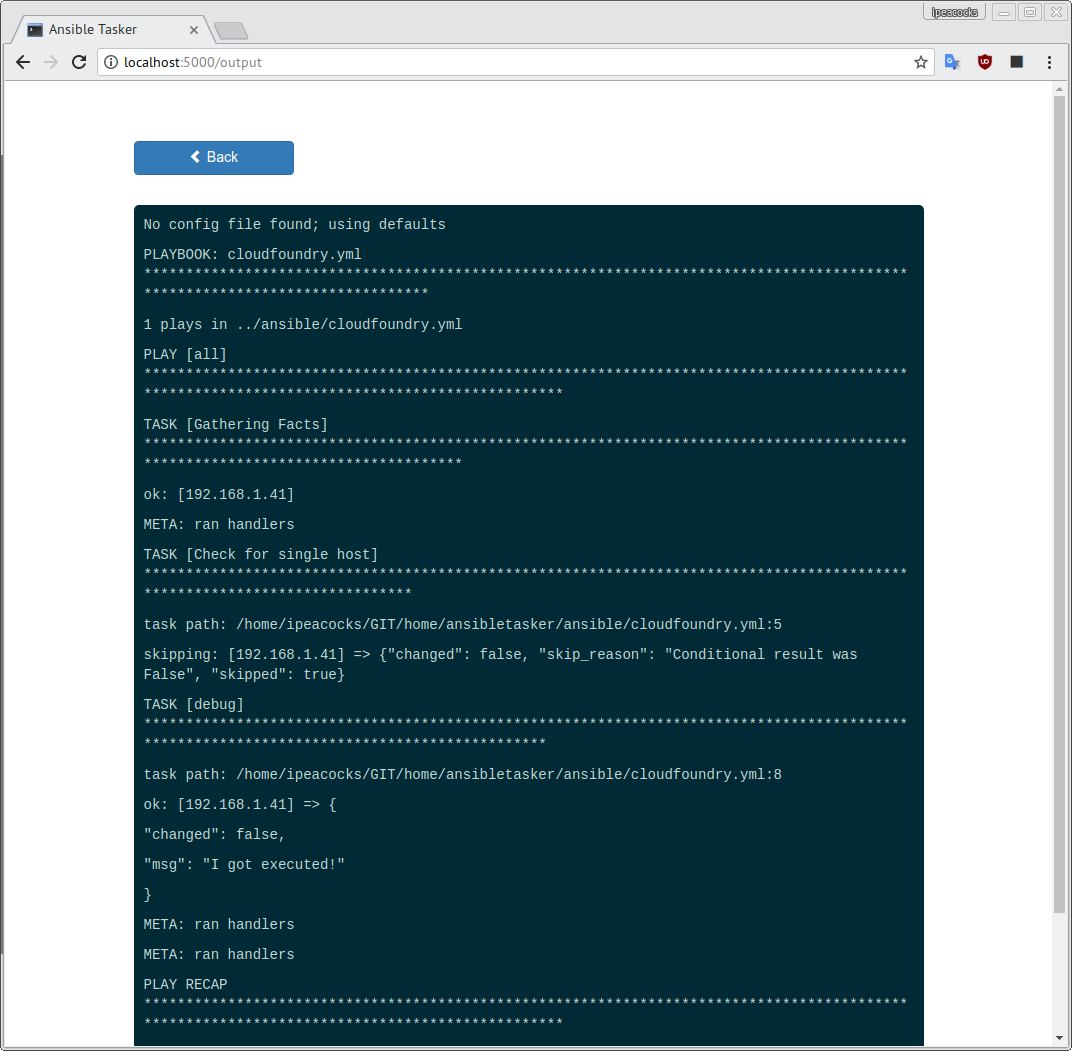 ipeacocks
Ansible Tasker
localhost:5000/output
Back
No config file found; using defaults
PLAYBOOK: cloudfoundry.yml
*******************************************************************************************
**********************************
1 plays in ../ansible/cloudfoundry.yml
PLAY [all]
*******************************************************************************************
**************************************************
TASK [Gathering Facts]
*******************************************************************************************
**************************************
ok: [192.168.1.41]
META: ran handlers
TASK [Check for single host]
*******************************************************************************************
********************************
task path: /home/ipeacocks/GIT/home/ansibletasker/ansible/cloudfoundry.yml:5
skipping: [192.168.1.41] => {"changed": false, "skip_reason": "Conditional result was
False", "skipped": true}
TASK [debug]
*******************************************************************************************
************************************************
task path: /home/ipeacocks/GIT/home/ansibletasker/ansible/cloudfoundry.yml:8
ok: [192.168.1.41] => {
"changed": false,
"msg": "I got executed!"
}
META: ran handlers
META: ran handlers
PLAY RECAP
*******************************************************************************************
**************************************************